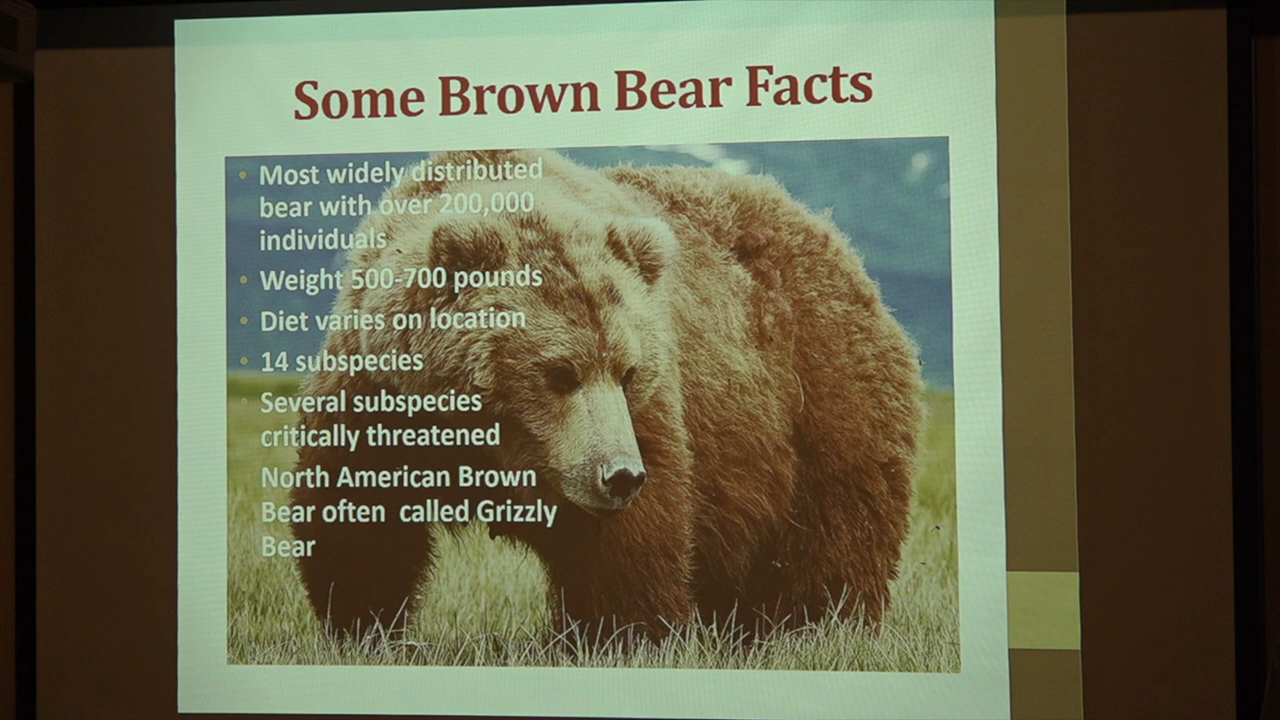 Some Brown Bear Facts
• Most widely distributed
bear with over 200,000
individuals
• Weight 500-700 pounds
• Diet varies on location
• 14 subspecies
• Several subspecies
critically threatened
North American Brown
Bear often called Grizzly
Bear